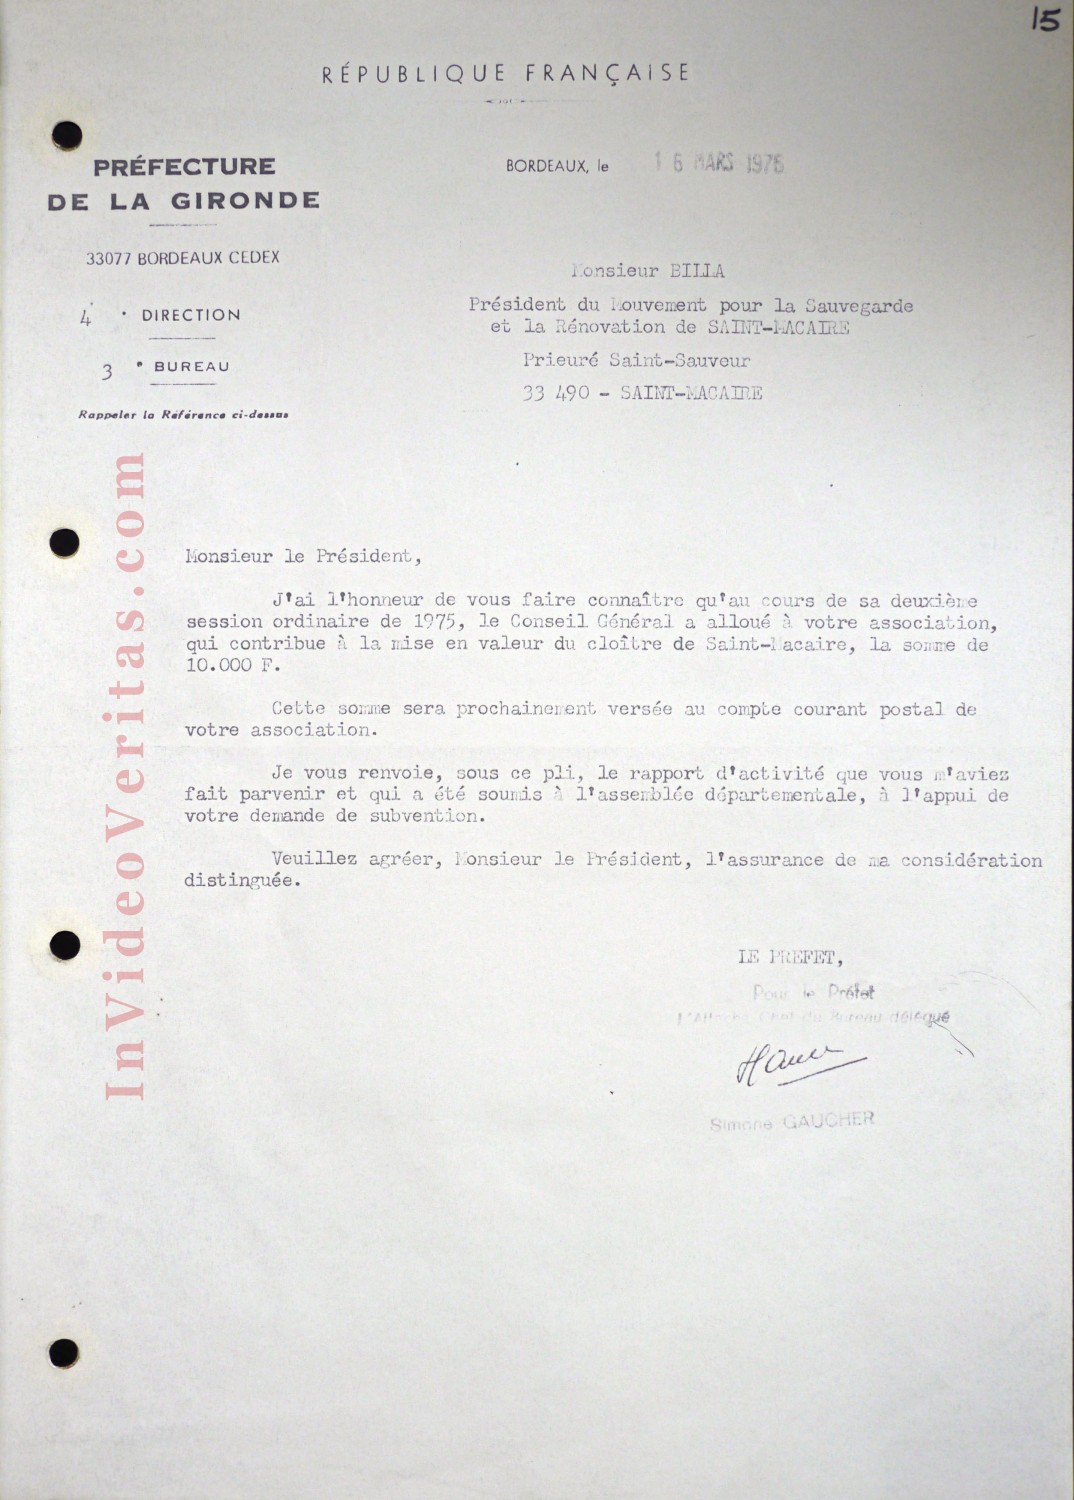 15
RÉPUBLIQUE FRANÇAISE
PRÉFECTURE
DE LA GIRONDE
33077 BORDEAUX CEDEX
4 e DIRECTION
3 e BUREAU
Rappeler la Référence ci-dessus
BORDEAUX, le 16 MARS 1976
Monsieur BILLA
Président du Mouvement pour la Sauvegarde
et la Rénovation de SAINT-MACAIRE
Prieuré Saint-Sauveur
33 490 - SAINT-MACAIRE
InVideoVeritas.com
Monsieur le Président,
J'ai l'honneur de vous faire connaître qu'au cours de sa deuxième
session ordinaire de 1975, le Conseil Général a alloué à votre association,
qui contribue à la mise en valeur du cloître de Saint-Macaire, la somme de
10.000 F.
Cette somme sera prochainement versée au compte courant postal de
votre association.
Je vous renvoie, sous ce pli, le rapport d'activité que vous m'aviez
fait parvenir et qui a été soumis à l'assemblée départementale, à l'appui de
votre demande de subvention.
Veuillez agréer, Monsieur le Président, l'assurance de ma considération
distinguée.
LE PREFET,
Pour le Préfet
L'Attaché Chef du Bureau délégué
Simone GAUCHER